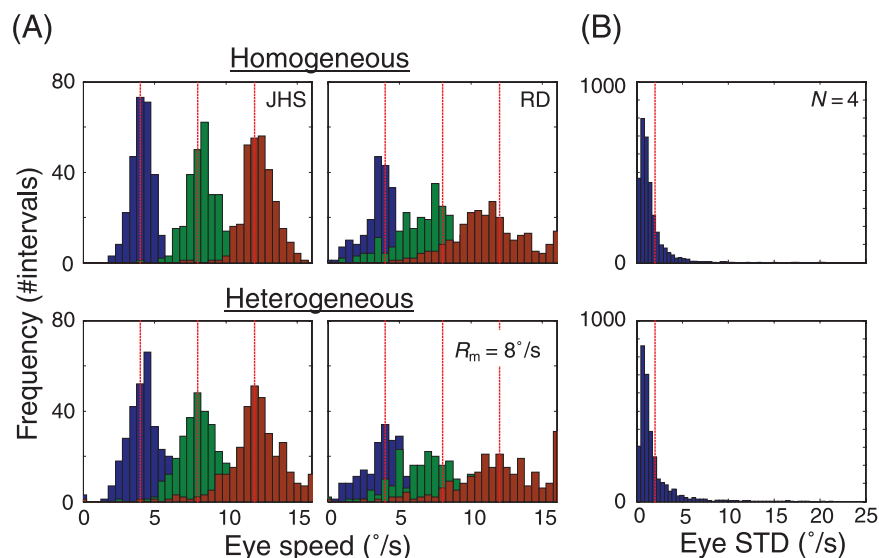 (A)
(B)
Homogeneous
80
JHS
RD
1000
N = 4
40
0
0
Frequency (#intervals)
Heterogeneous
80
Rm = 8°/s
1000
40
0
0
0 5 10 15 0 5 10 15
0 5 10 15 20 25
Eye speed (°/s)
Eye STD (°/s)